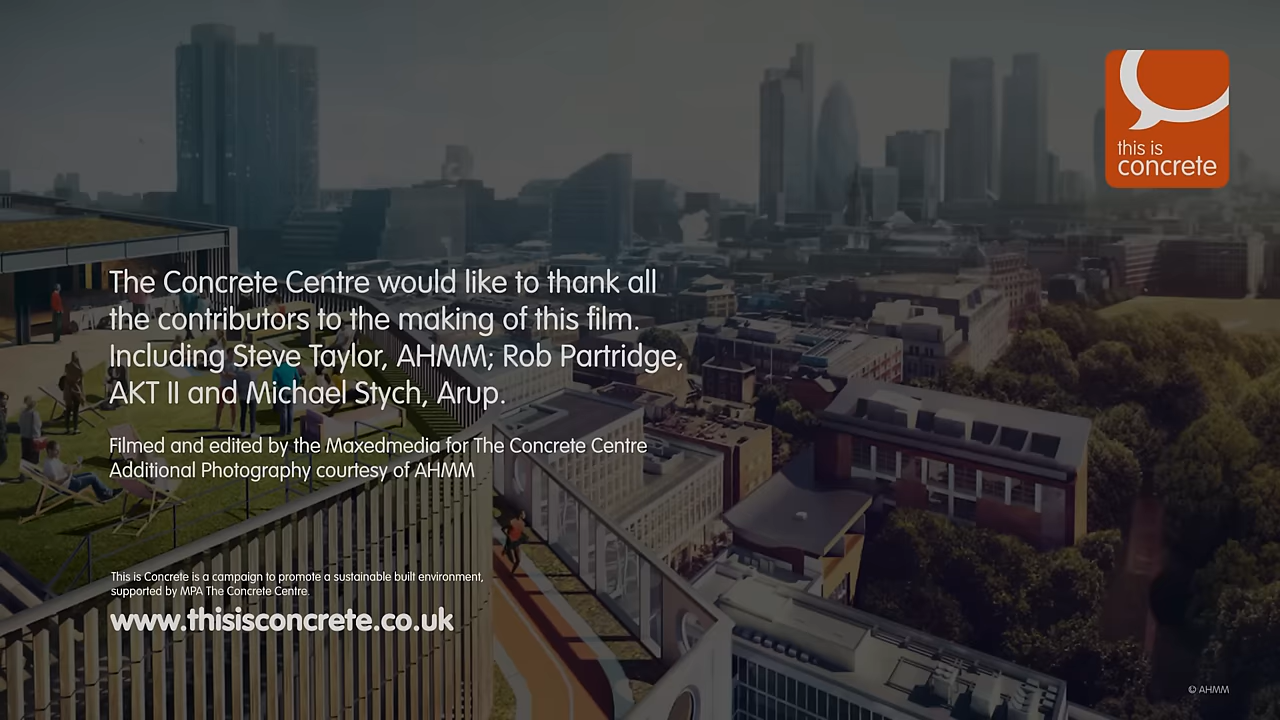 this is
concrete
The Concrete Centre would like to thank all
the contributors to the making of this film.
Including Steve Taylor, AHMM; Rob Partridge,
AKT II and Michael Stych, Arup.
Filmed and edited by the Maxedmedia for The Concrete Centre
Additional Photography courtesy of AHMM
This is Concrete is a campaign to promote a sustainable built environment,
supported by MPA The Concrete Centre.
www.thisisconcrete.co.uk
© AHMM